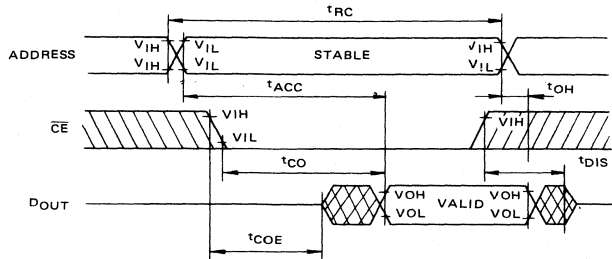 tRC
ADDRESS
VIH VIL STABLE VIH
VIH VIL VIL
tACC tOH
CE VIH VIH
VIL
tCO tDIS
DOUT VOH VALID VOH
VOL VOL
tCOE